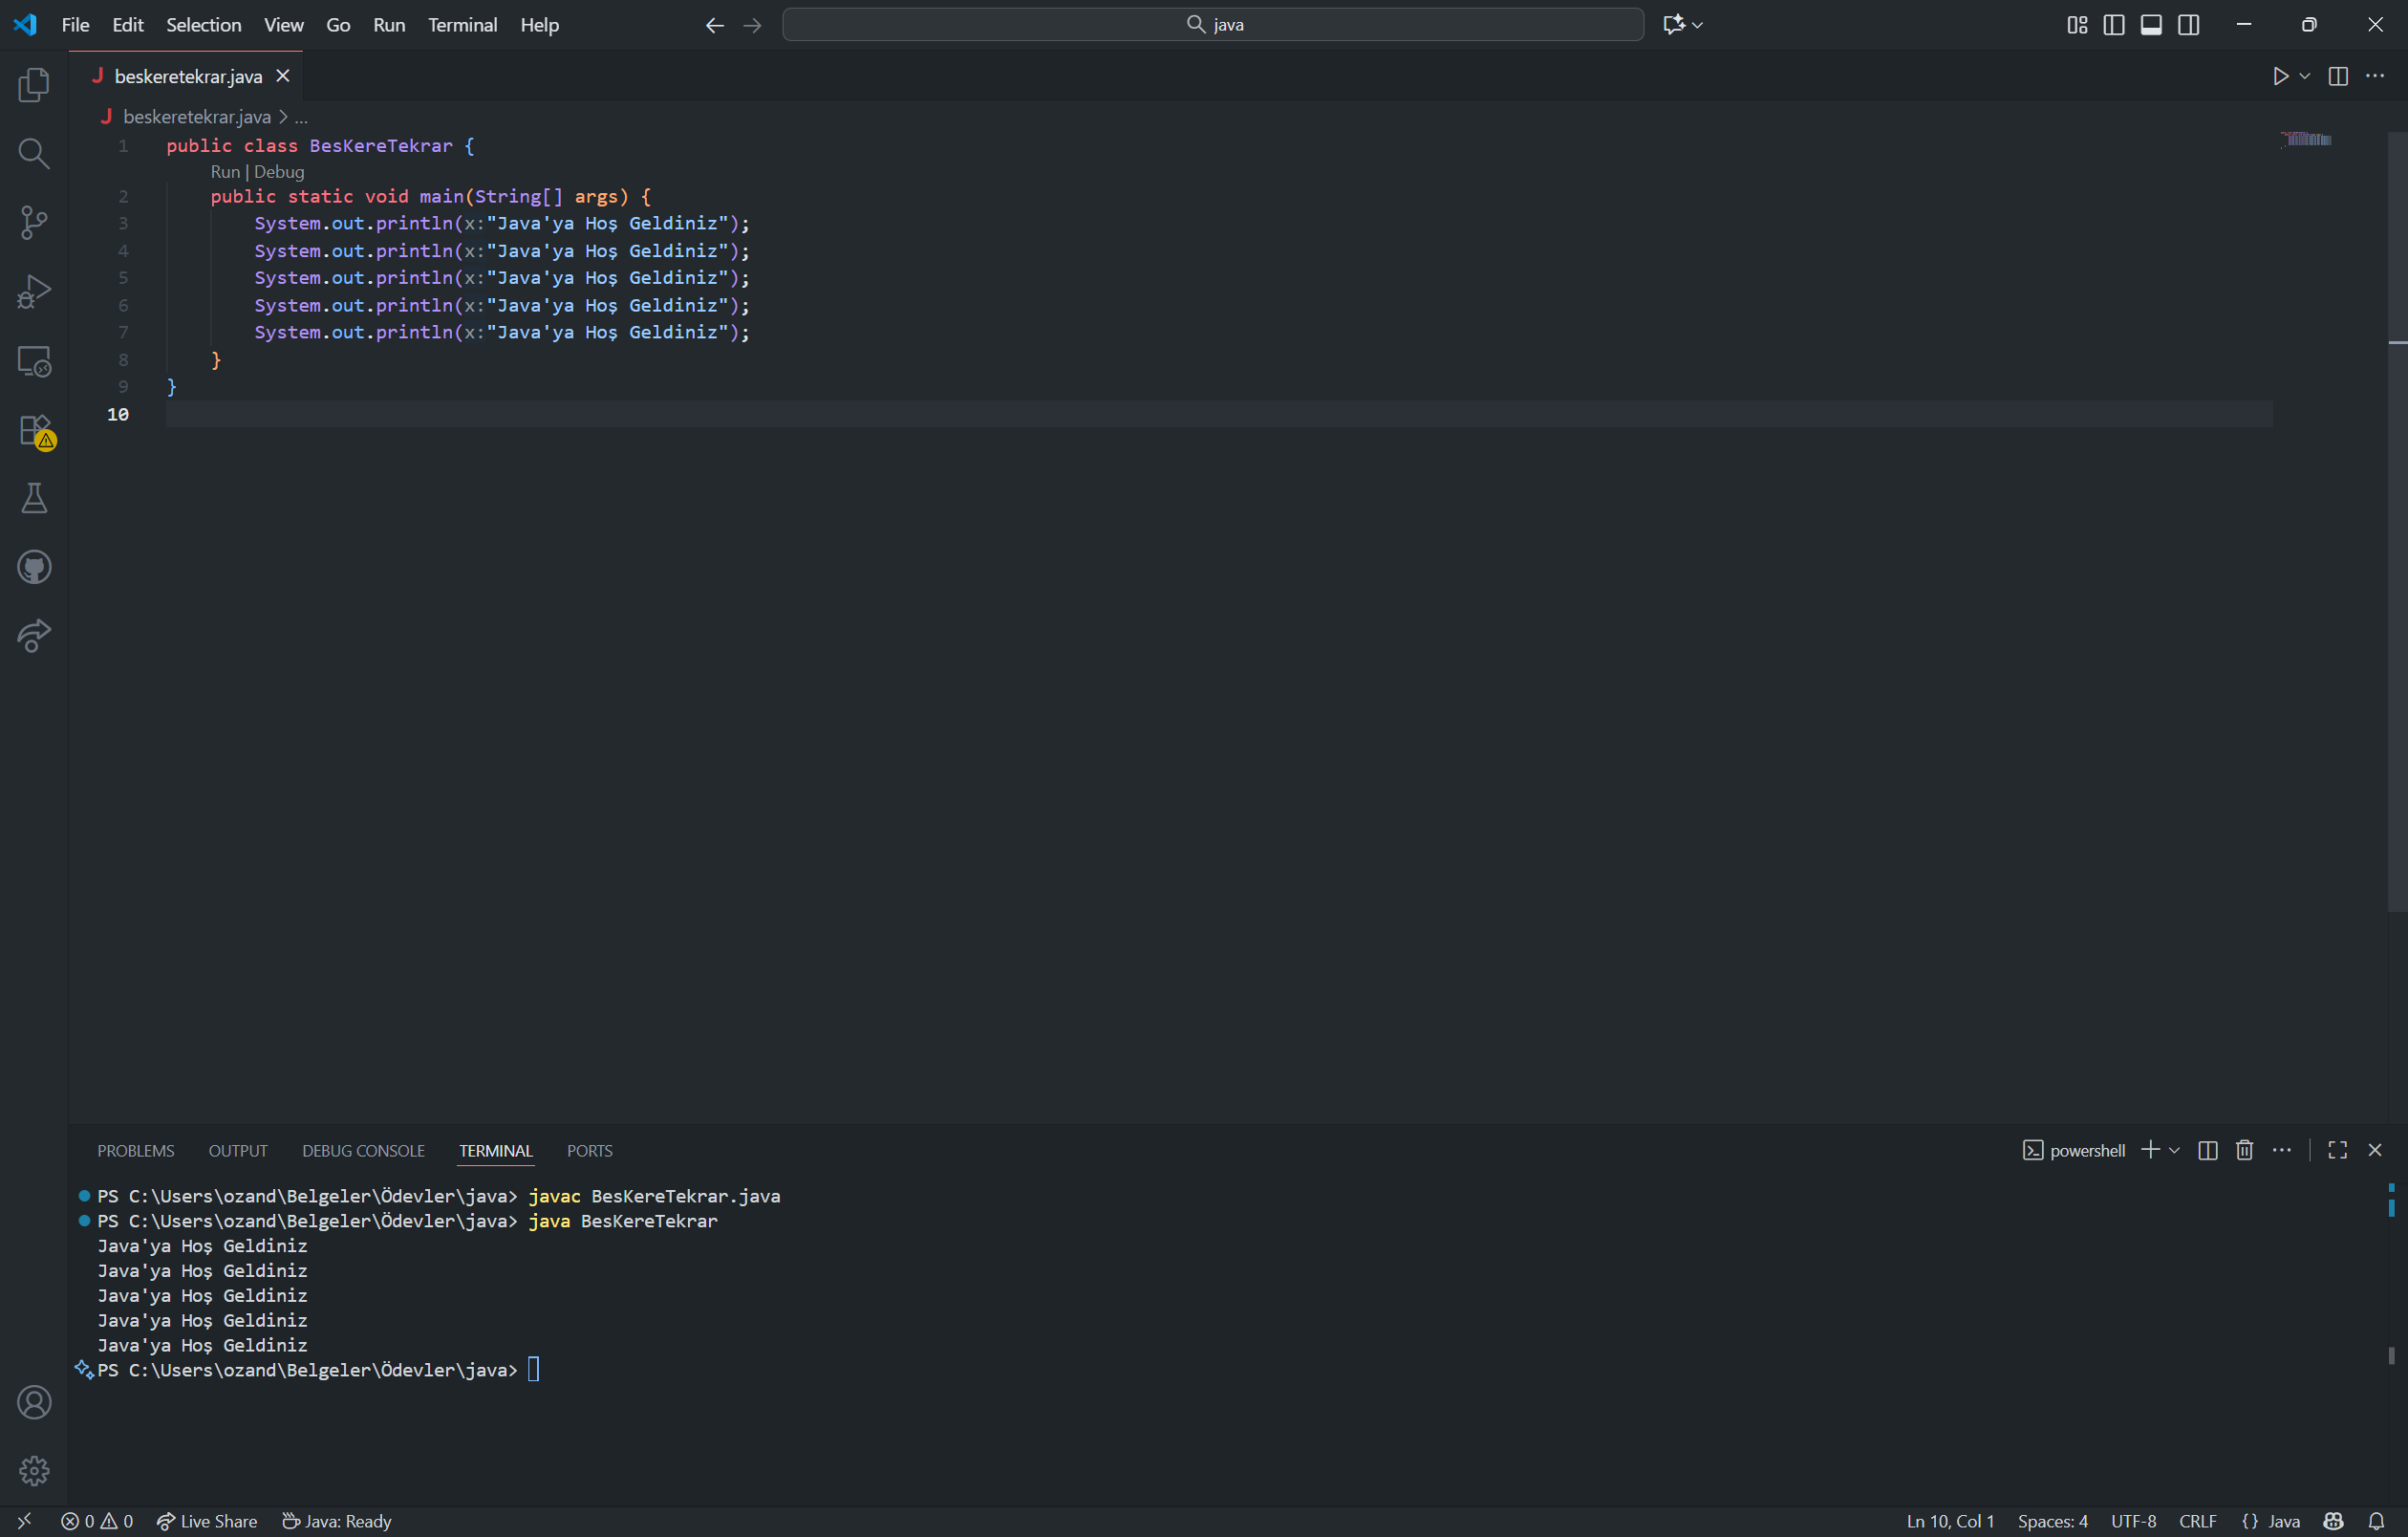 File Edit Selection View Go Run Terminal Help java
beskeretekrar.java
beskeretekrar.java > ...
1 public class BesKereTekrar {
Run | Debug
2 public static void main(String[] args) {
3 System.out.println(x:"Java'ya Hoş Geldiniz");
4 System.out.println(x:"Java'ya Hoş Geldiniz");
5 System.out.println(x:"Java'ya Hoş Geldiniz");
6 System.out.println(x:"Java'ya Hoş Geldiniz");
7 System.out.println(x:"Java'ya Hoş Geldiniz");
8 }
9 }
10
PROBLEMS OUTPUT DEBUG CONSOLE TERMINAL PORTS powershell
PS C:\Users\ozand\Belgeler\Ödevler\java> javac BesKereTekrar.java
PS C:\Users\ozand\Belgeler\Ödevler\java> java BesKereTekrar
Java'ya Hoş Geldiniz
Java'ya Hoş Geldiniz
Java'ya Hoş Geldiniz
Java'ya Hoş Geldiniz
Java'ya Hoş Geldiniz
PS C:\Users\ozand\Belgeler\Ödevler\java>
0 0 Live Share Java: Ready Ln 10, Col 1 Spaces: 4 UTF-8 CRLF {} Java